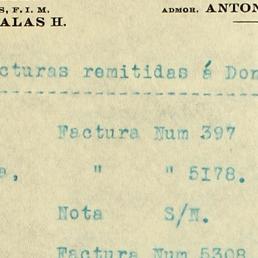 S, F. I. M.
ALAS H.
ADMOR. ANTON
cturas remitidas á Don
Factura Num 397
a, " " 5178.
Nota S/N.
Factura Num 5308